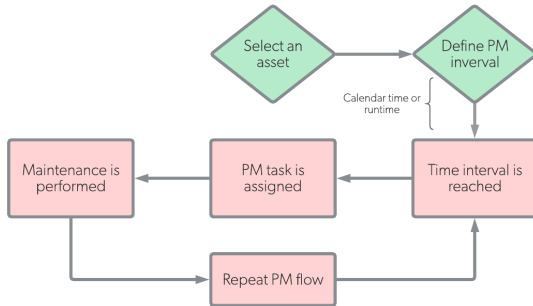 Select an
asset
Define PM
inverval
Calendar time or
runtime
Maintenance is
performed
PM task is
assigned
Time interval is
reached
Repeat PM flow